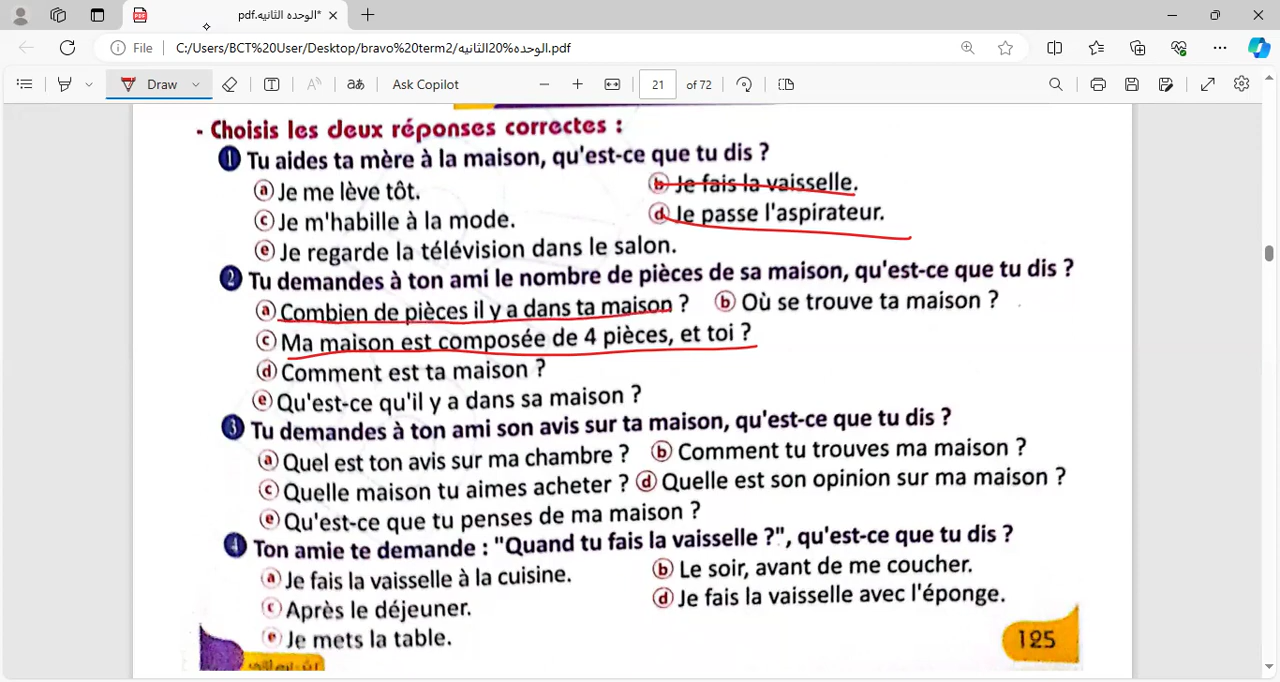 الوحده الثانيه.pdf*
File C:/Users/BCT%20User/Desktop/bravo%20term2/الوحده%20الثانيه.pdf
Draw aあ Ask Copilot 21 of 72
- Choisis les deux réponses correctes :
1 Tu aides ta mère à la maison, qu'est-ce que tu dis ?
a Je me lève tôt. b Je fais la vaisselle.
c Je m'habille à la mode. d Je passe l'aspirateur.
e Je regarde la télévision dans le salon.
2 Tu demandes à ton ami le nombre de pièces de sa maison, qu'est-ce que tu dis ?
a Combien de pièces il y a dans ta maison ? b Où se trouve ta maison ?
c Ma maison est composée de 4 pièces, et toi ?
d Comment est ta maison ?
e Qu'est-ce qu'il y a dans sa maison ?
3 Tu demandes à ton ami son avis sur ta maison, qu'est-ce que tu dis ?
a Quel est ton avis sur ma chambre ? b Comment tu trouves ma maison ?
c Quelle maison tu aimes acheter ? d Quelle est son opinion sur ma maison ?
e Qu'est-ce que tu penses de ma maison ?
4 Ton amie te demande : "Quand tu fais la vaisselle ?", qu'est-ce que tu dis ?
a Je fais la vaisselle à la cuisine. b Le soir, avant de me coucher.
c Après le déjeuner. d Je fais la vaisselle avec l'éponge.
e Je mets la table.
125